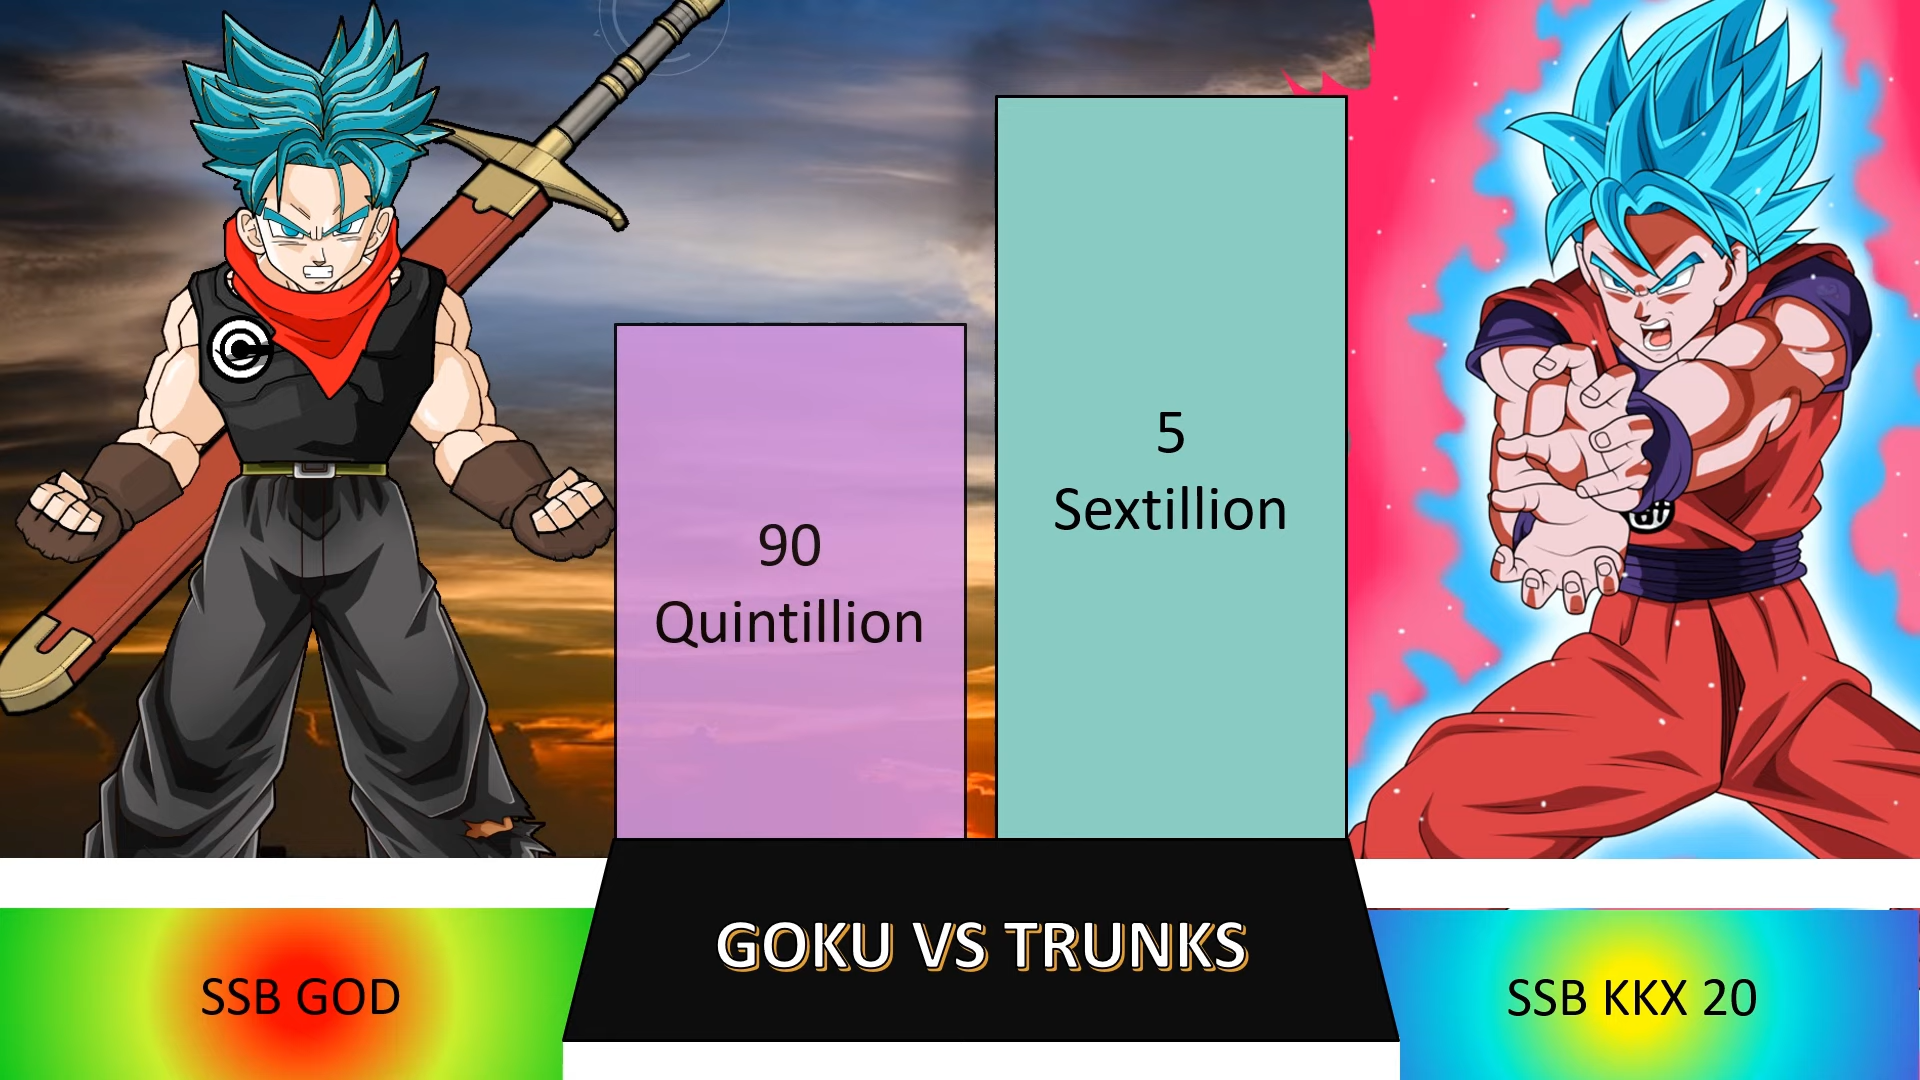 90
Quintillion
5
Sextillion
GOKU VS TRUNKS
SSB GOD
SSB KKX 20